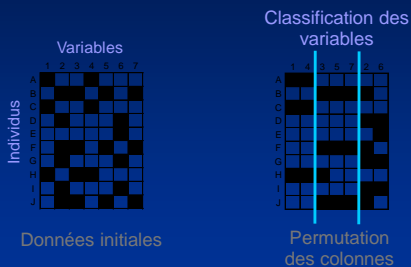 Variables
1 2 3 4 5 6 7
Individus
A
B
C
D
E
F
G
H
I
J
Données initiales
Classification des
variables
1 4 3 5 7 2 6
A
B
C
D
E
F
G
H
I
J
Permutation
des colonnes